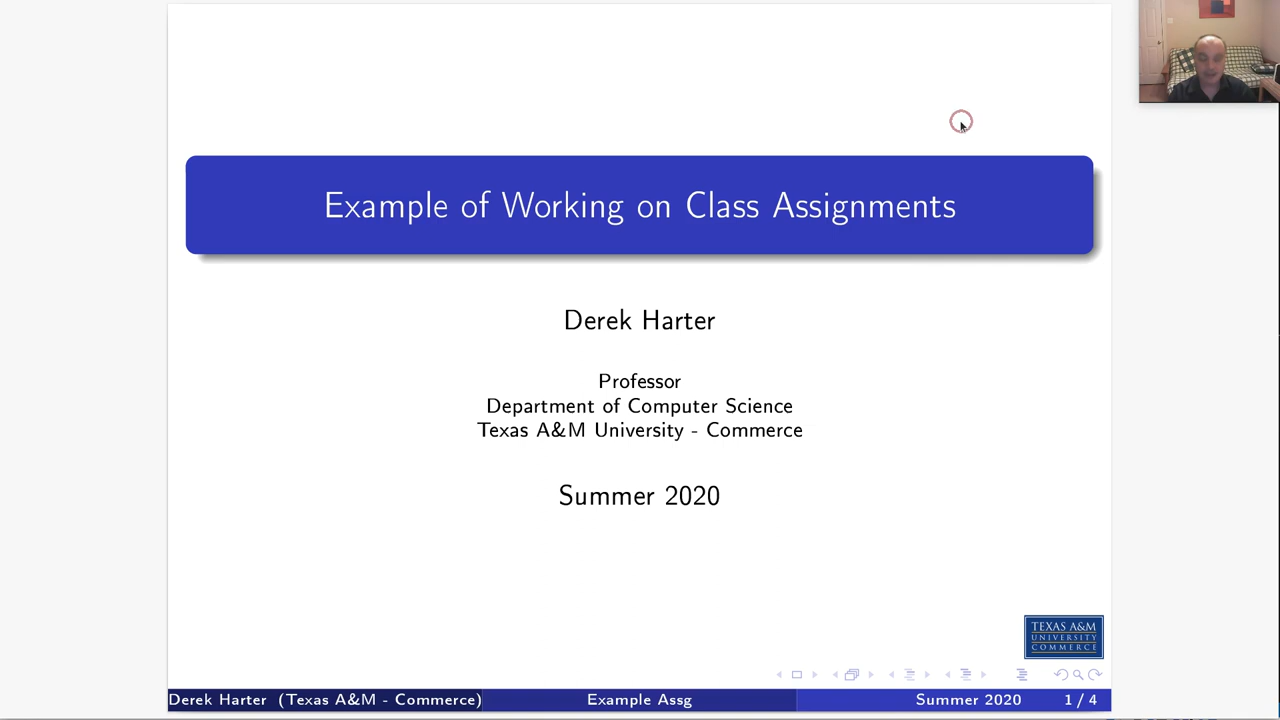 Example of Working on Class Assignments
Derek Harter
Professor
Department of Computer Science
Texas A&M University - Commerce
Summer 2020
TEXAS A&M
UNIVERSITY
COMMERCE
Derek Harter (Texas A&M - Commerce)
Example Assg
Summer 2020
1 / 4